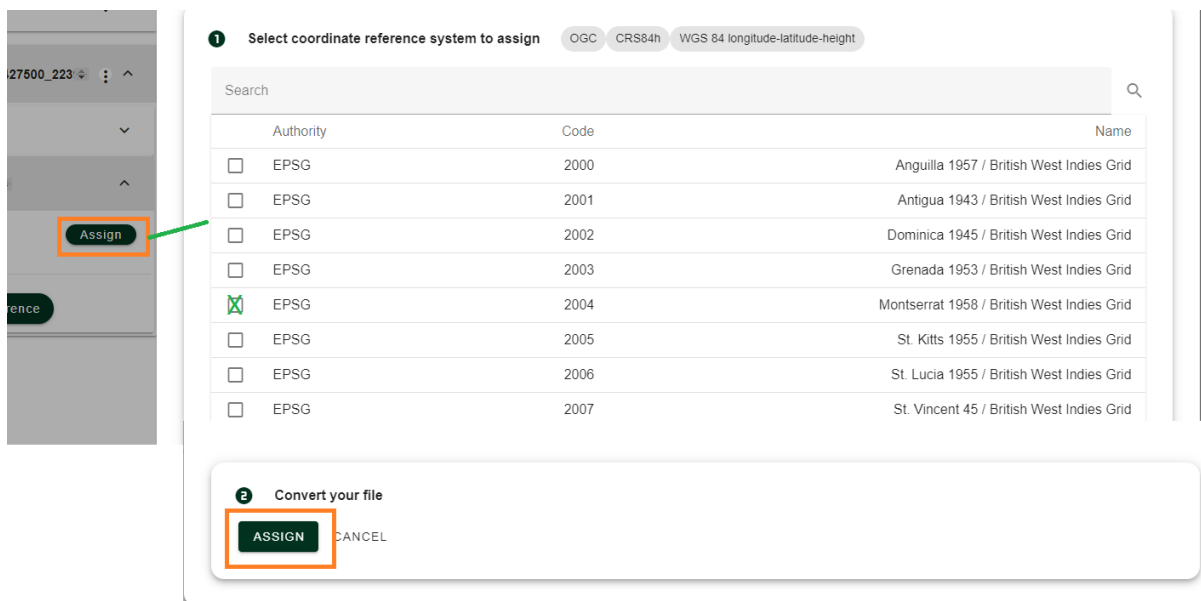 1 Select coordinate reference system to assign OGC CRS84h WGS 84 longitude-latitude-height
27500_223
Search
Authority Code Name
EPSG 2000 Anguilla 1957 / British West Indies Grid
EPSG 2001 Antigua 1943 / British West Indies Grid
Assign
EPSG 2002 Dominica 1945 / British West Indies Grid
EPSG 2003 Grenada 1953 / British West Indies Grid
rence
EPSG 2004 Montserrat 1958 / British West Indies Grid
EPSG 2005 St. Kitts 1955 / British West Indies Grid
EPSG 2006 St. Lucia 1955 / British West Indies Grid
EPSG 2007 St. Vincent 45 / British West Indies Grid
2 Convert your file
ASSIGN CANCEL